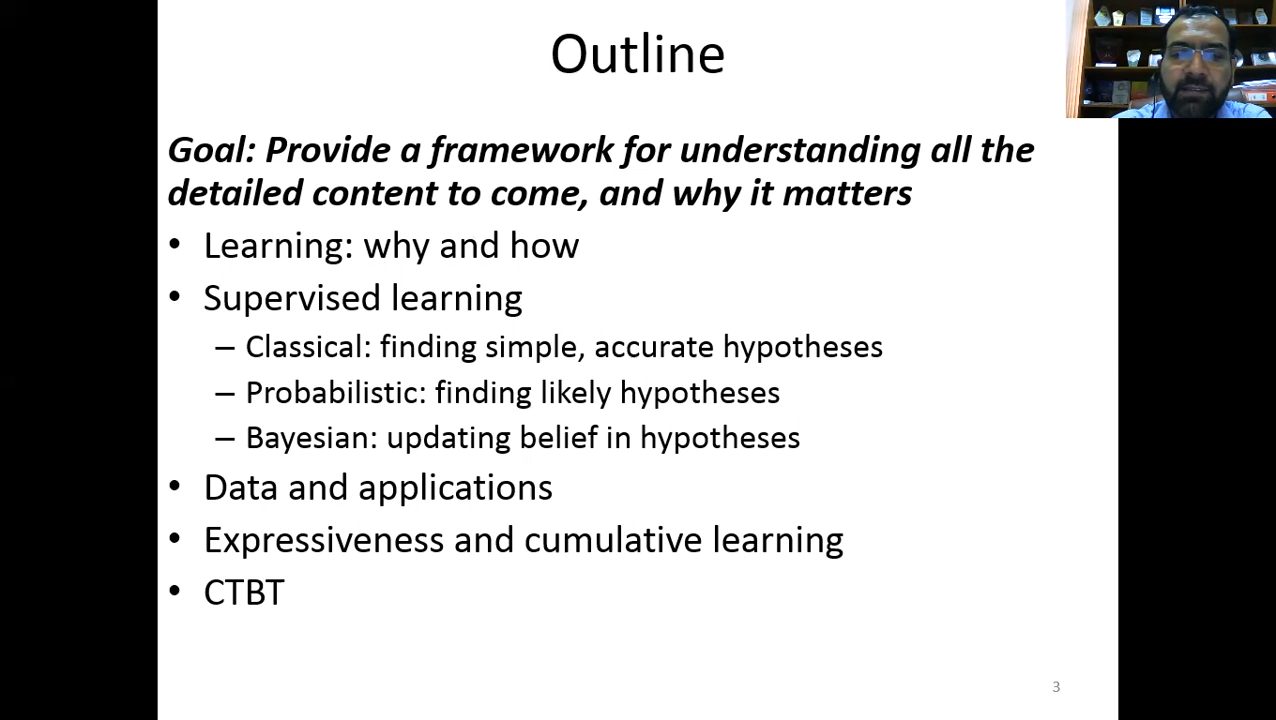 Outline
Goal: Provide a framework for understanding all the
detailed content to come, and why it matters
• Learning: why and how
• Supervised learning
– Classical: finding simple, accurate hypotheses
– Probabilistic: finding likely hypotheses
– Bayesian: updating belief in hypotheses
• Data and applications
• Expressiveness and cumulative learning
• CTBT
3